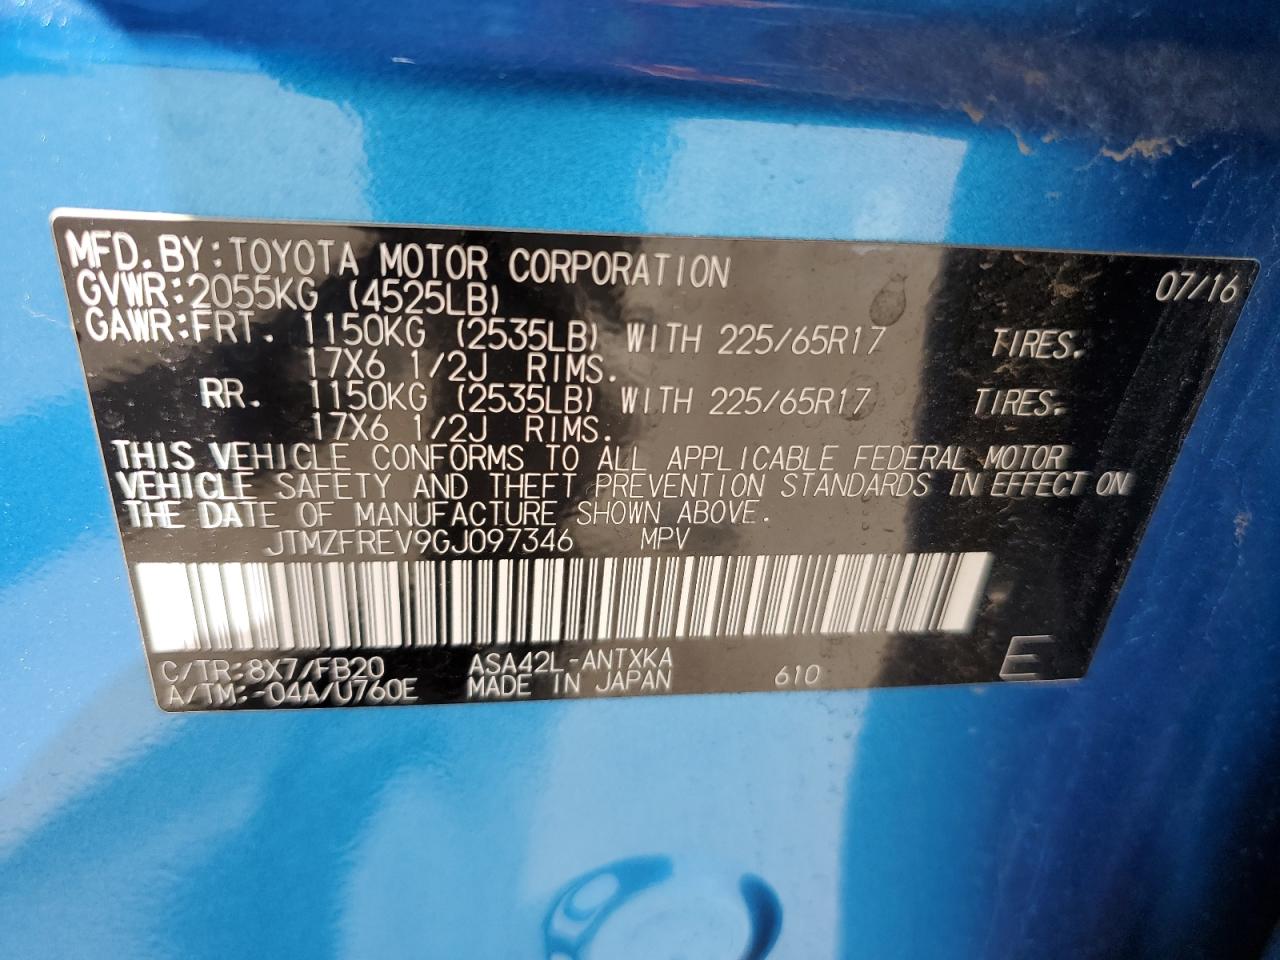 MFD. BY: TOYOTA MOTOR CORPORATION 07/16
GVWR: 2055KG (4525LB)
GAWR: FRT. 1150KG (2535LB) WITH 225/65R17 TIRES.
17X6 1/2J RIMS.
RR. 1150KG (2535LB) WITH 225/65R17 TIRES.
17X6 1/2J RIMS.
THIS VEHICLE CONFORMS TO ALL APPLICABLE FEDERAL MOTOR
VEHICLE SAFETY AND THEFT PREVENTION STANDARDS IN EFFECT ON
THE DATE OF MANUFACTURE SHOWN ABOVE.
JTMZFREV9GJ097346 MPV
C/TR: 8X7/FB20 ASA42L-ANTXKA 610 E
A/TM: -04A/U760E MADE IN JAPAN